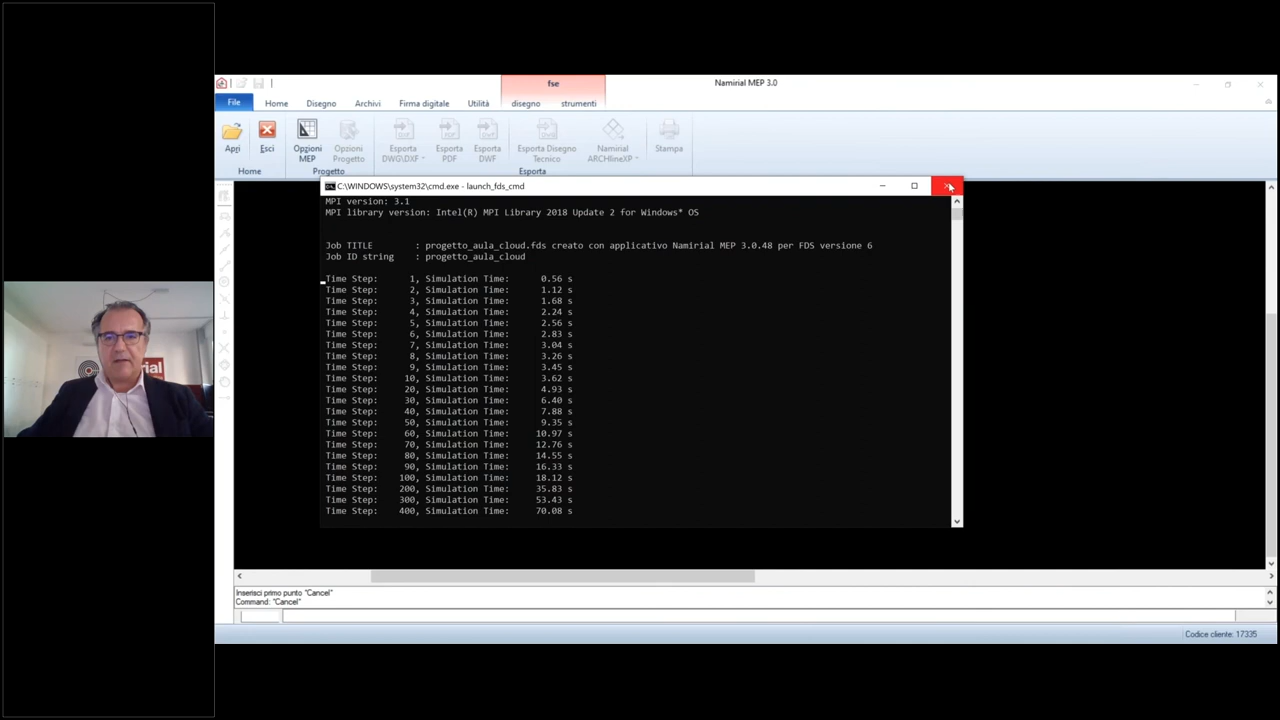 fse
Namirial MEP 3.0
File
Home
Disegno
Archivi
Firma digitale
Utilità
disegno
strumenti
Apri
Esci
Opzioni
MEP
Opzioni
Progetto
Esporta
DWG\DXF
Esporta
PDF
Esporta
DWF
Esporta Disegno
Tecnico
Namirial
ARCHlineXP
Stampa
Home
Progetto
Esporta
C:\WINDOWS\system32\cmd.exe - launch_fds_cmd
MPI version: 3.1
MPI library version: Intel(R) MPI Library 2018 Update 2 for Windows* OS
Job TITLE : progetto_aula_cloud.fds creato con applicativo Namirial MEP 3.0.48 per FDS versione 6
Job ID string : progetto_aula_cloud
Time Step: 1, Simulation Time: 0.56 s
Time Step: 2, Simulation Time: 1.12 s
Time Step: 3, Simulation Time: 1.68 s
Time Step: 4, Simulation Time: 2.24 s
Time Step: 5, Simulation Time: 2.56 s
Time Step: 6, Simulation Time: 2.83 s
Time Step: 7, Simulation Time: 3.04 s
Time Step: 8, Simulation Time: 3.26 s
Time Step: 9, Simulation Time: 3.45 s
Time Step: 10, Simulation Time: 3.62 s
Time Step: 20, Simulation Time: 4.93 s
Time Step: 30, Simulation Time: 6.40 s
Time Step: 40, Simulation Time: 7.88 s
Time Step: 50, Simulation Time: 9.35 s
Time Step: 60, Simulation Time: 10.97 s
Time Step: 70, Simulation Time: 12.76 s
Time Step: 80, Simulation Time: 14.55 s
Time Step: 90, Simulation Time: 16.33 s
Time Step: 100, Simulation Time: 18.12 s
Time Step: 200, Simulation Time: 35.83 s
Time Step: 300, Simulation Time: 53.43 s
Time Step: 400, Simulation Time: 70.08 s
Inserisci primo punto "Cancel"
Command: "Cancel"
Codice cliente: 17335